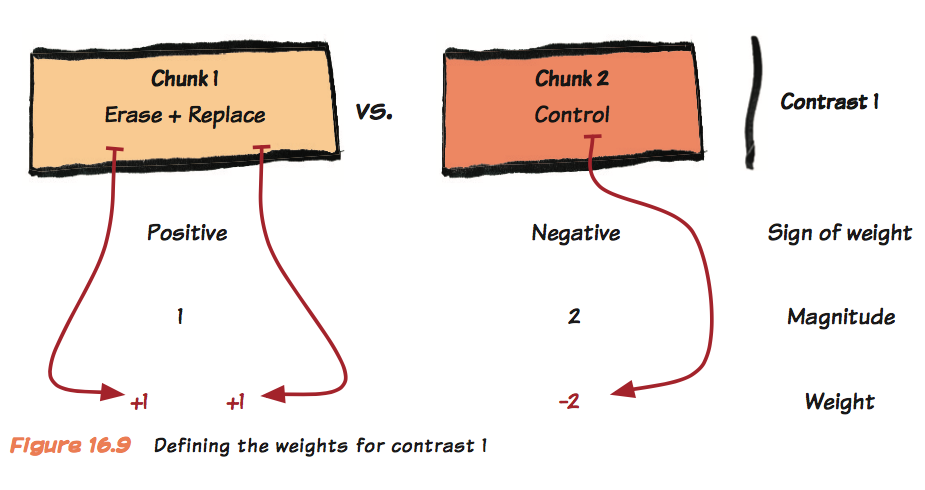 Chunk 1
Erase + Replace
vs.
Chunk 2
Control
Contrast 1
Positive
Negative
Sign of weight
1
2
Magnitude
+1
+1
-2
Weight
Figure 16.9 Defining the weights for contrast 1